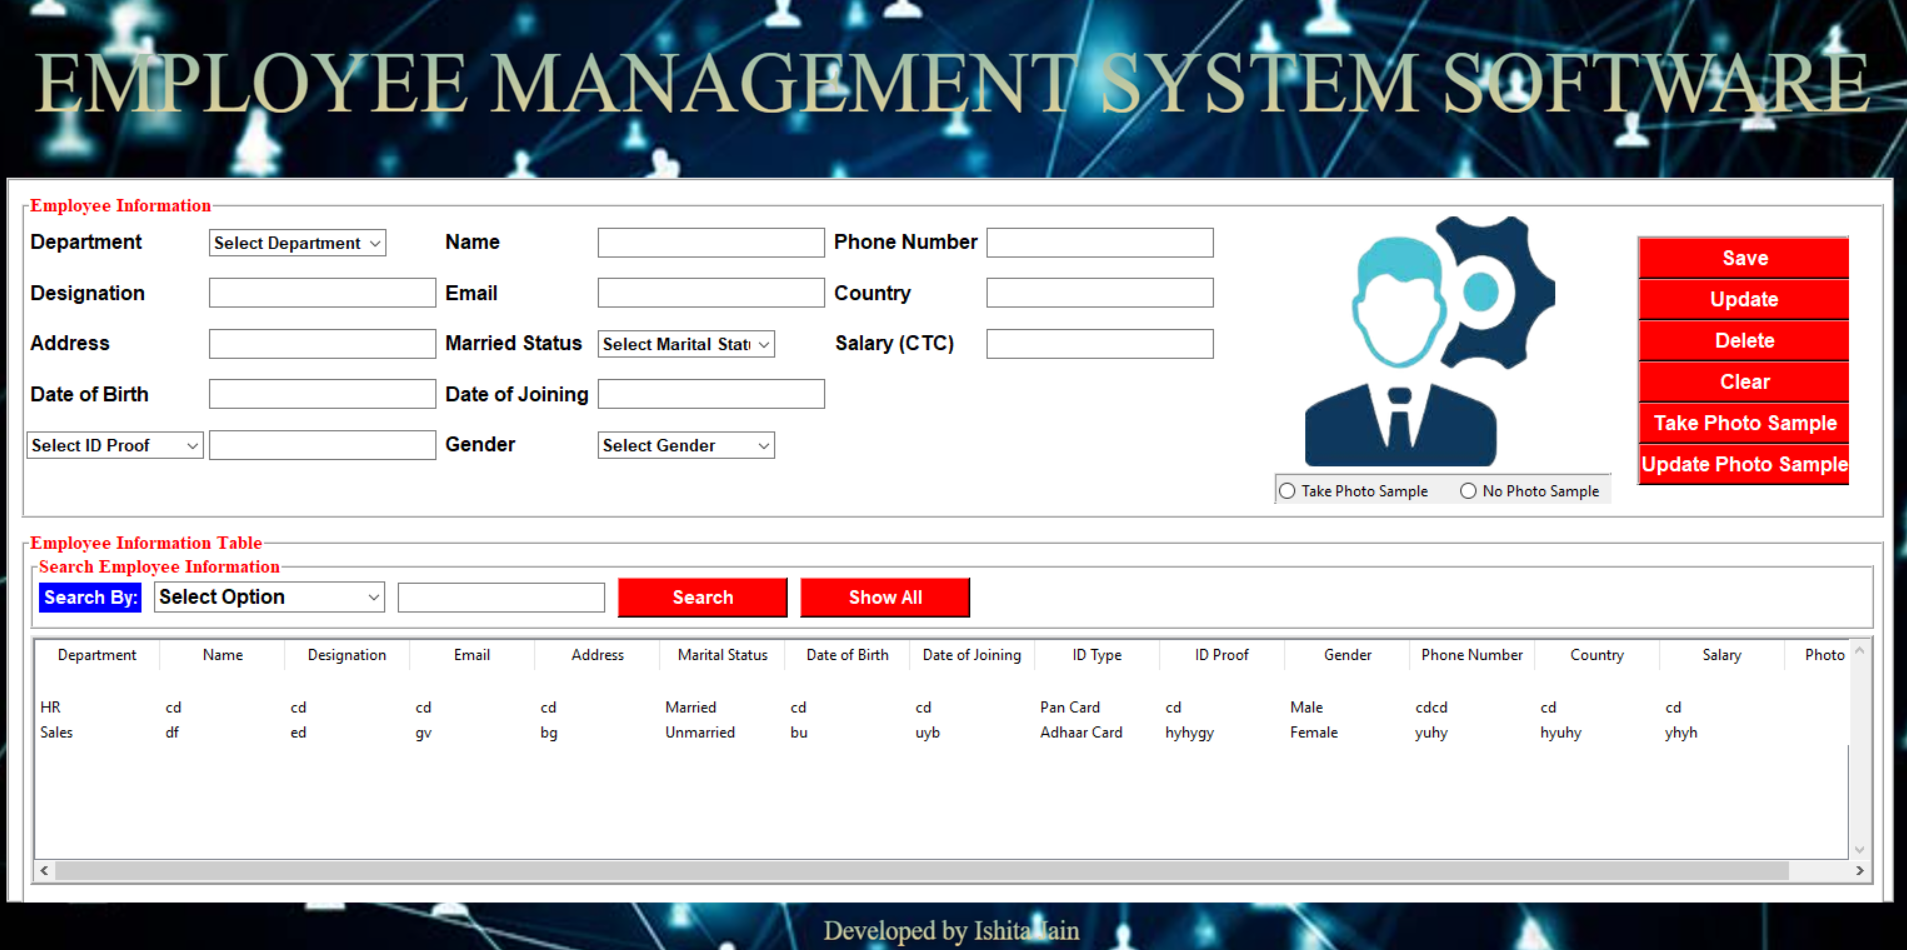 EMPLOYEE MANAGEMENT SYSTEM SOFTWARE
Employee Information
Department Select Department Name Phone Number
Designation Email Country
Address Married Status Select Marital Stat Salary (CTC)
Date of Birth Date of Joining
Select ID Proof Gender Select Gender
Save
Update
Delete
Clear
Take Photo Sample
Update Photo Sample
Take Photo Sample No Photo Sample
Employee Information Table
Search Employee Information
Search By: Select Option Search Show All
Department Name Designation Email Address Marital Status Date of Birth Date of Joining ID Type ID Proof Gender Phone Number Country Salary Photo
HR cd cd cd cd Married cd cd Pan Card cd Male cdcd cd cd
Sales df ed gv bg Unmarried bu uyb Adhaar Card hyhygy Female yuhy hyuhy yhyh
Developed by Ishita Jain